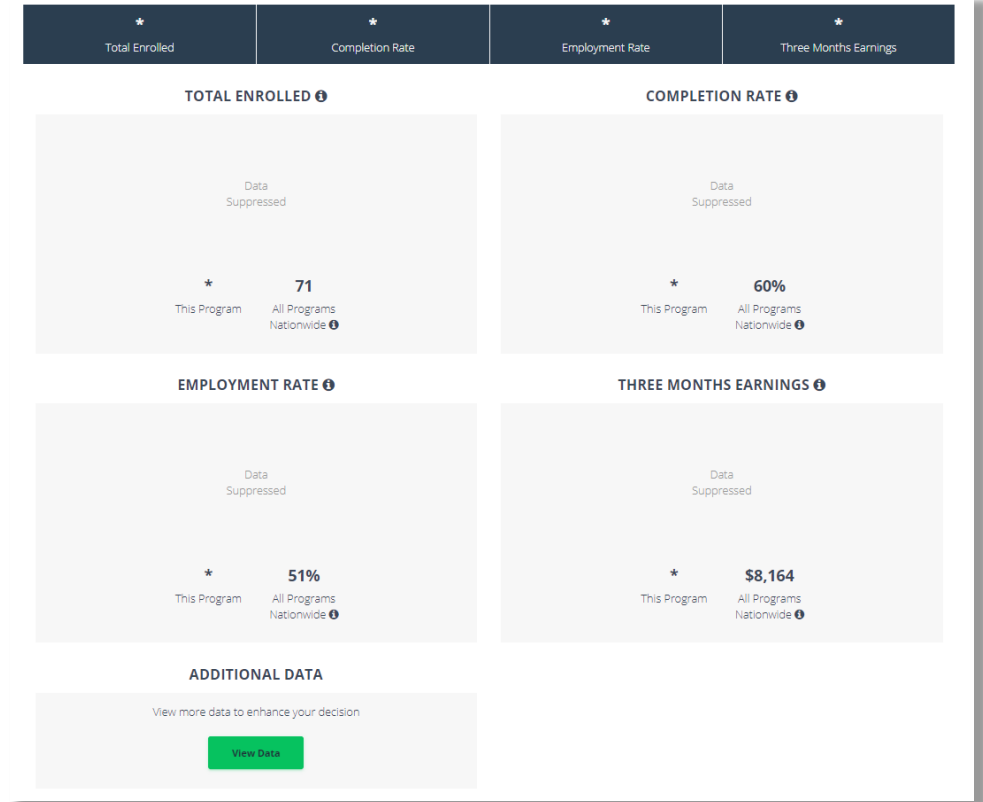 *
Total Enrolled
*
Completion Rate
*
Employment Rate
*
Three Months Earnings
TOTAL ENROLLED
Data
Suppressed
*
This Program
71
All Programs
Nationwide
COMPLETION RATE
Data
Suppressed
*
This Program
60%
All Programs
Nationwide
EMPLOYMENT RATE
Data
Suppressed
*
This Program
51%
All Programs
Nationwide
THREE MONTHS EARNINGS
Data
Suppressed
*
This Program
$8,164
All Programs
Nationwide
ADDITIONAL DATA
View more data to enhance your decision
View Data